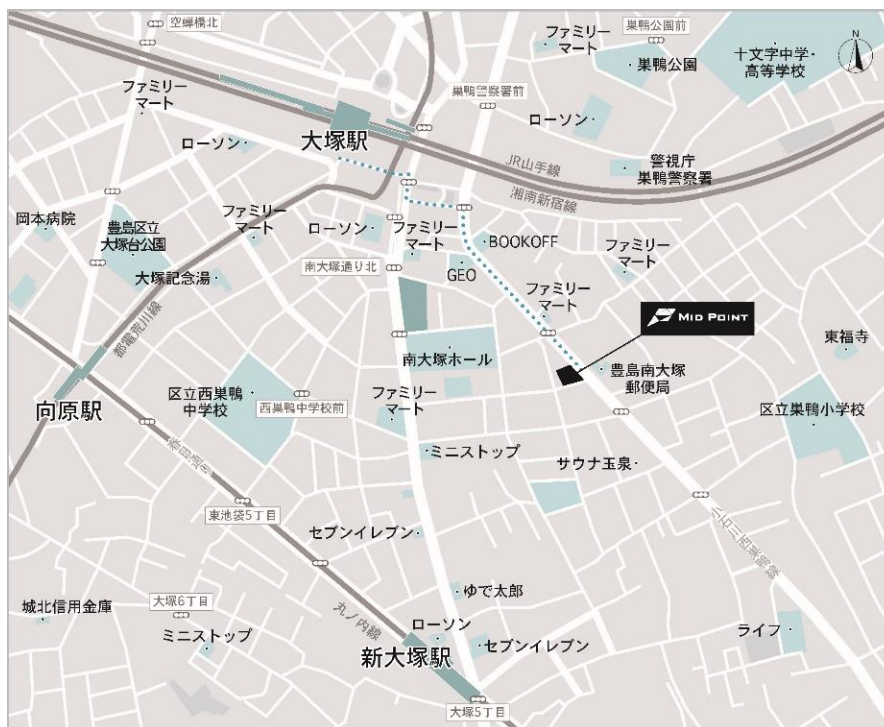 空蝉橋北
ファミリー
マート
巣鴨公園前
十文字中学・
高等学校
N
巣鴨公園
ファミリー
マート
巣鴨警察署前
ローソン
大塚駅
ローソン
JR山手線
警視庁
巣鴨警察署
湘南新宿線
岡本病院
豊島区立
大塚台公園
ファミリー
マート
ローソン
ファミリー
マート
BOOKOFF
ファミリー
マート
大塚記念湯
南大塚通り北
GEO
ファミリー
マート
都電荒川線
MID POINT
東福寺
南大塚ホール
豊島南大塚
郵便局
向原駅
区立西巣鴨
中学校
西巣鴨中学校前
ファミリー
マート
区立巣鴨小学校
春日通り
ミニストップ
サウナ玉泉
東池袋5丁目
セブンイレブン
小石川西巣鴨線
城北信用金庫
大塚6丁目
丸ノ内線
ゆで太郎
ミニストップ
ローソン
新大塚駅
セブンイレブン
ライフ
大塚5丁目